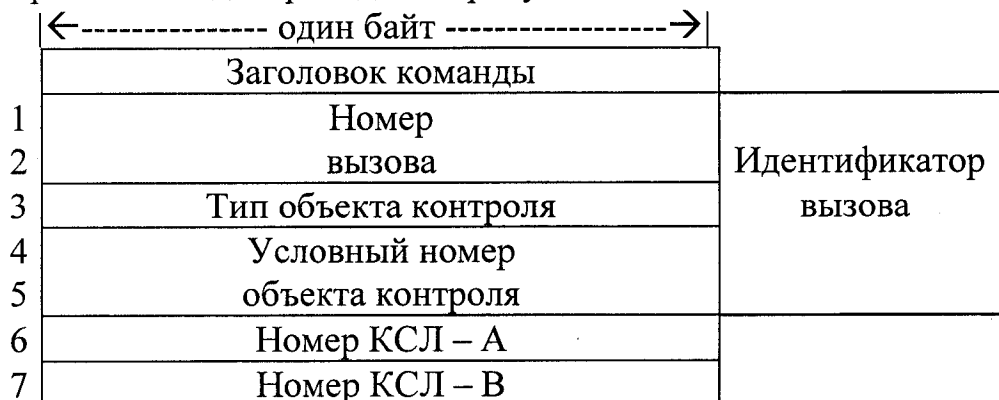 один байт
Заголовок команды
1 Номер
2 вызова Идентификатор
3 Тип объекта контроля вызова
4 Условный номер
5 объекта контроля
6 Номер КСЛ – А
7 Номер КСЛ – В